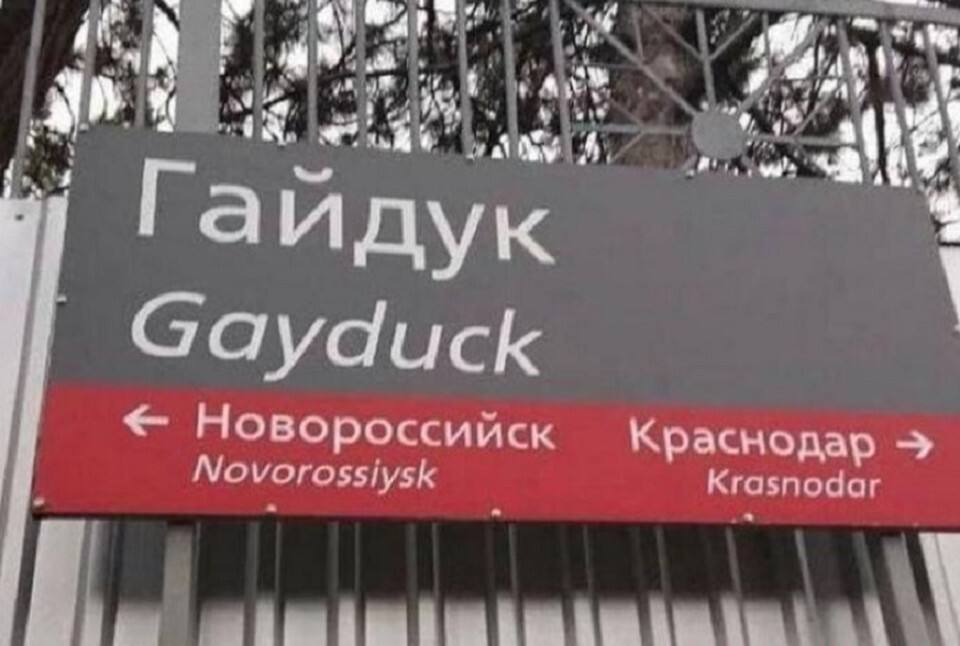 Гайдук
Gayduck
← Новороссийск
Novorossiysk
Краснодар →
Krasnodar